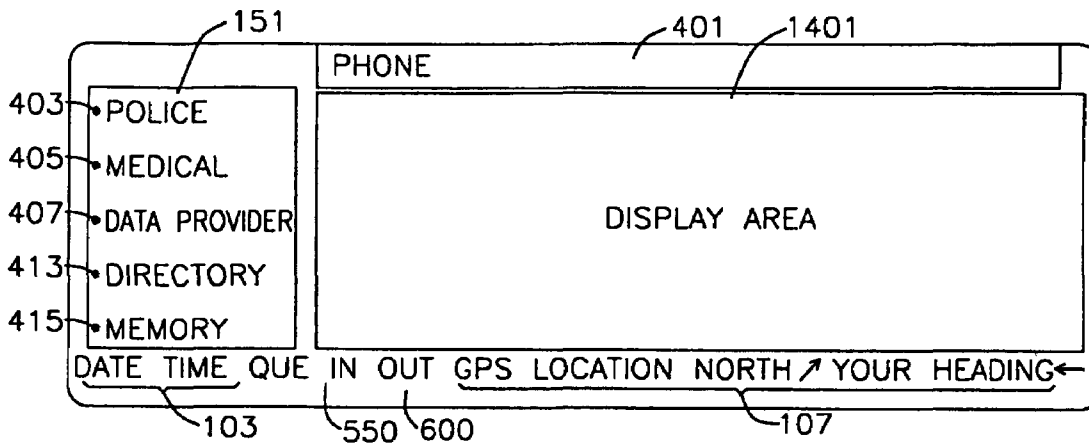 151 401 1401
PHONE
403 POLICE
405 MEDICAL
407 DATA PROVIDER
DISPLAY AREA
413 DIRECTORY
415 MEMORY
DATE TIME QUE IN OUT GPS LOCATION NORTH↗ YOUR HEADING←
103 550 600 107